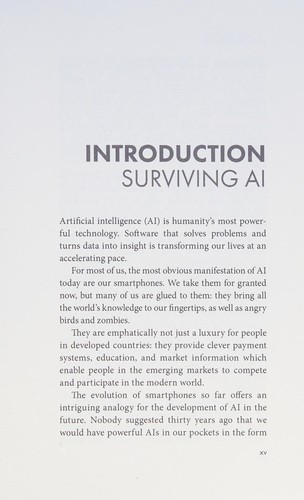 INTRODUCTION
SURVIVING AI
Artificial intelligence (AI) is humanity's most power-
ful technology. Software that solves problems and
turns data into insight is transforming our lives at an
accelerating pace.
For most of us, the most obvious manifestation of AI
today are our smartphones. We take them for granted
now, but many of us are glued to them: they bring all
the world's knowledge to our fingertips, as well as angry
birds and zombies.
They are emphatically not just a luxury for people
in developed countries: they provide clever payment
systems, education, and market information which
enable people in the emerging markets to compete
and participate in the modern world.
The evolution of smartphones so far offers an
intriguing analogy for the development of AI in the
future. Nobody suggested thirty years ago that we
would have powerful AIs in our pockets in the form
xv